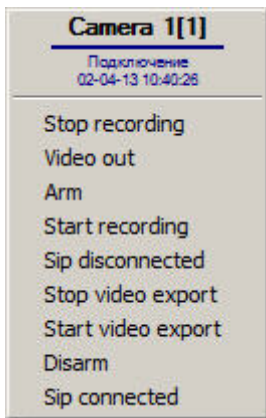 Camera 1[1]
Подключение
02-04-13 10:40:26
Stop recording
Video out
Arm
Start recording
Sip disconnected
Stop video export
Start video export
Disarm
Sip connected